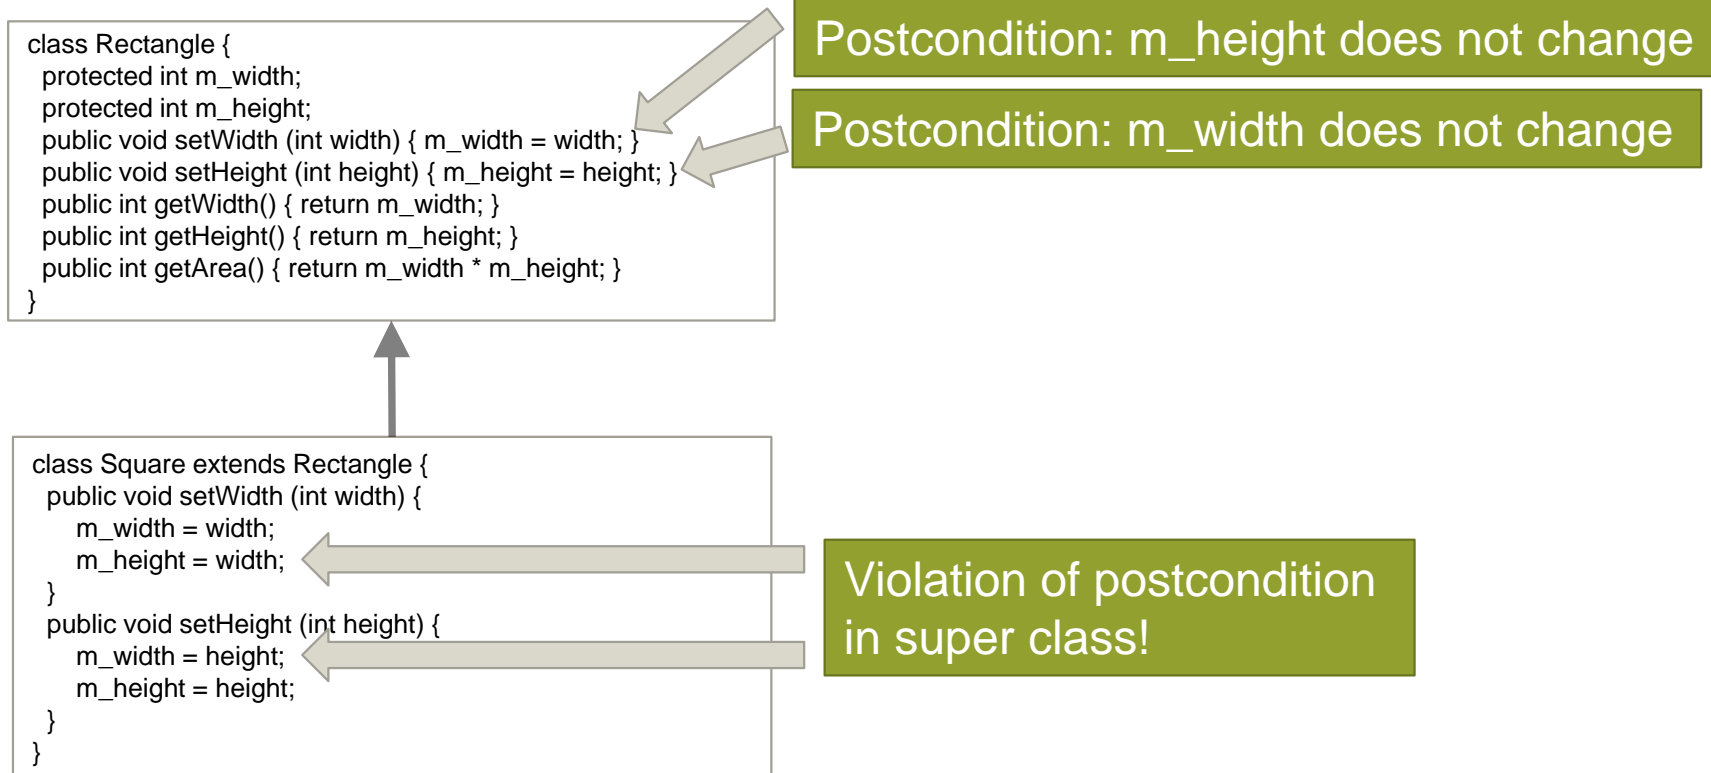 class Rectangle {
protected int m_width;
protected int m_height;
public void setWidth (int width) { m_width = width; }
public void setHeight (int height) { m_height = height; }
public int getWidth() { return m_width; }
public int getHeight() { return m_height; }
public int getArea() { return m_width * m_height; }
}
Postcondition: m_height does not change
Postcondition: m_width does not change
class Square extends Rectangle {
public void setWidth (int width) {
m_width = width;
m_height = width;
}
public void setHeight (int height) {
m_width = height;
m_height = height;
}
}
Violation of postcondition
in super class!